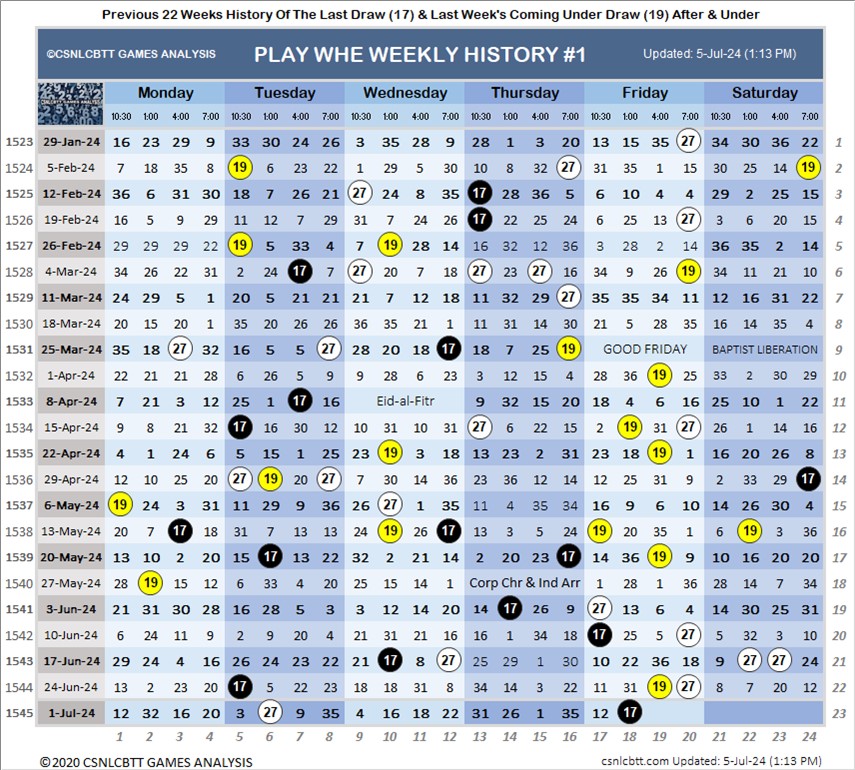 Previous 22 Weeks History Of The Last Draw (17) & Last Week's Coming Under Draw (19) After & Under
©CSNLCBTT GAMES ANALYSIS PLAY WHE WEEKLY HISTORY #1 Updated: 5-Jul-24 (1:13 PM)
CSNLCBTT GAMES ANALYSIS Monday Tuesday Wednesday Thursday Friday Saturday
10:30 1:00 4:00 7:00 10:30 1:00 4:00 7:00 10:30 1:00 4:00 7:00 10:30 1:00 4:00 7:00 10:30 1:00 4:00 7:00 10:30 1:00 4:00 7:00
1523 29-Jan-24 16 23 29 9 33 30 24 26 3 35 28 9 28 1 3 20 13 15 35 27 34 30 36 22 1
1524 5-Feb-24 7 18 35 8 19 6 23 22 1 29 5 30 10 8 32 27 31 35 1 15 30 25 14 19 2
1525 12-Feb-24 36 6 31 30 18 7 26 21 27 24 8 35 17 28 36 5 6 10 4 4 29 2 25 15 3
1526 19-Feb-24 16 5 9 29 11 12 7 29 31 7 24 26 17 22 25 24 6 25 13 27 3 6 20 15 4
1527 26-Feb-24 29 29 29 22 19 5 33 4 7 19 28 14 16 32 12 36 3 28 2 14 36 35 2 14 5
1528 4-Mar-24 34 26 22 31 2 24 17 7 27 20 7 18 27 23 15 16 34 9 26 19 34 11 21 10 6
1529 11-Mar-24 24 29 5 1 20 5 21 21 21 7 12 18 11 32 29 27 35 35 34 11 12 16 31 22 7
1530 18-Mar-24 20 15 20 1 35 20 26 26 36 35 21 1 11 31 14 30 21 5 28 35 16 14 35 4 8
1531 25-Mar-24 35 18 27 32 16 5 5 27 28 20 18 17 18 7 25 19 GOOD FRIDAY BAPTIST LIBERATION 9
1532 1-Apr-24 22 21 21 28 6 26 5 9 9 28 6 23 3 12 15 4 28 36 19 25 33 2 30 29 10
1533 8-Apr-24 7 21 3 12 25 1 17 16 Eid-al-Fitr 9 32 15 20 18 4 6 16 25 10 1 22 11
1534 15-Apr-24 12 9 8 21 17 16 30 12 10 31 10 31 27 6 22 15 2 19 31 27 26 1 14 16 12
1535 22-Apr-24 4 1 24 6 5 15 1 25 23 19 28 14 13 23 2 31 23 18 19 1 16 20 26 8 13
1536 29-Apr-24 12 10 20 25 27 19 8 27 7 30 14 36 23 36 12 14 12 25 31 9 2 33 29 17 14
1537 6-May-24 19 24 3 31 11 29 9 36 26 27 1 35 11 4 35 34 16 9 6 10 14 26 30 4 15
1538 13-May-24 20 7 17 18 31 7 13 13 24 19 26 17 13 3 5 24 19 20 35 1 6 19 3 36 16
1539 20-May-24 13 10 2 20 15 17 13 22 32 2 21 14 2 20 23 17 14 36 19 9 10 16 20 20 17
1540 27-May-24 28 19 15 12 6 33 4 20 25 15 14 1 Corp Chr & Ind Arr 1 28 1 36 28 14 7 34 18
1541 3-Jun-24 21 31 30 28 16 28 5 3 3 12 14 20 14 17 26 9 27 13 6 4 14 30 25 31 19
1542 10-Jun-24 6 24 11 9 2 9 20 4 21 31 21 16 16 1 34 18 17 25 5 27 5 32 3 10 20
1543 17-Jun-24 29 24 4 16 26 24 23 22 21 17 8 27 25 29 1 30 10 22 36 18 9 22 23 24 21
1544 24-Jun-24 13 2 23 20 17 5 22 23 18 18 31 8 34 14 3 22 11 31 19 27 8 7 20 12 22
1545 1-Jul-24 12 32 16 20 3 27 9 35 4 16 18 22 31 26 1 35 12 17 23
1 2 3 4 5 6 7 8 9 10 11 12 13 14 15 16 17 18 19 20 21 22 23 24
©2020 CSNLCBTT GAMES ANALYSIS csnlcbtt.com Updated: 5-Jul-24 (1:13 PM)